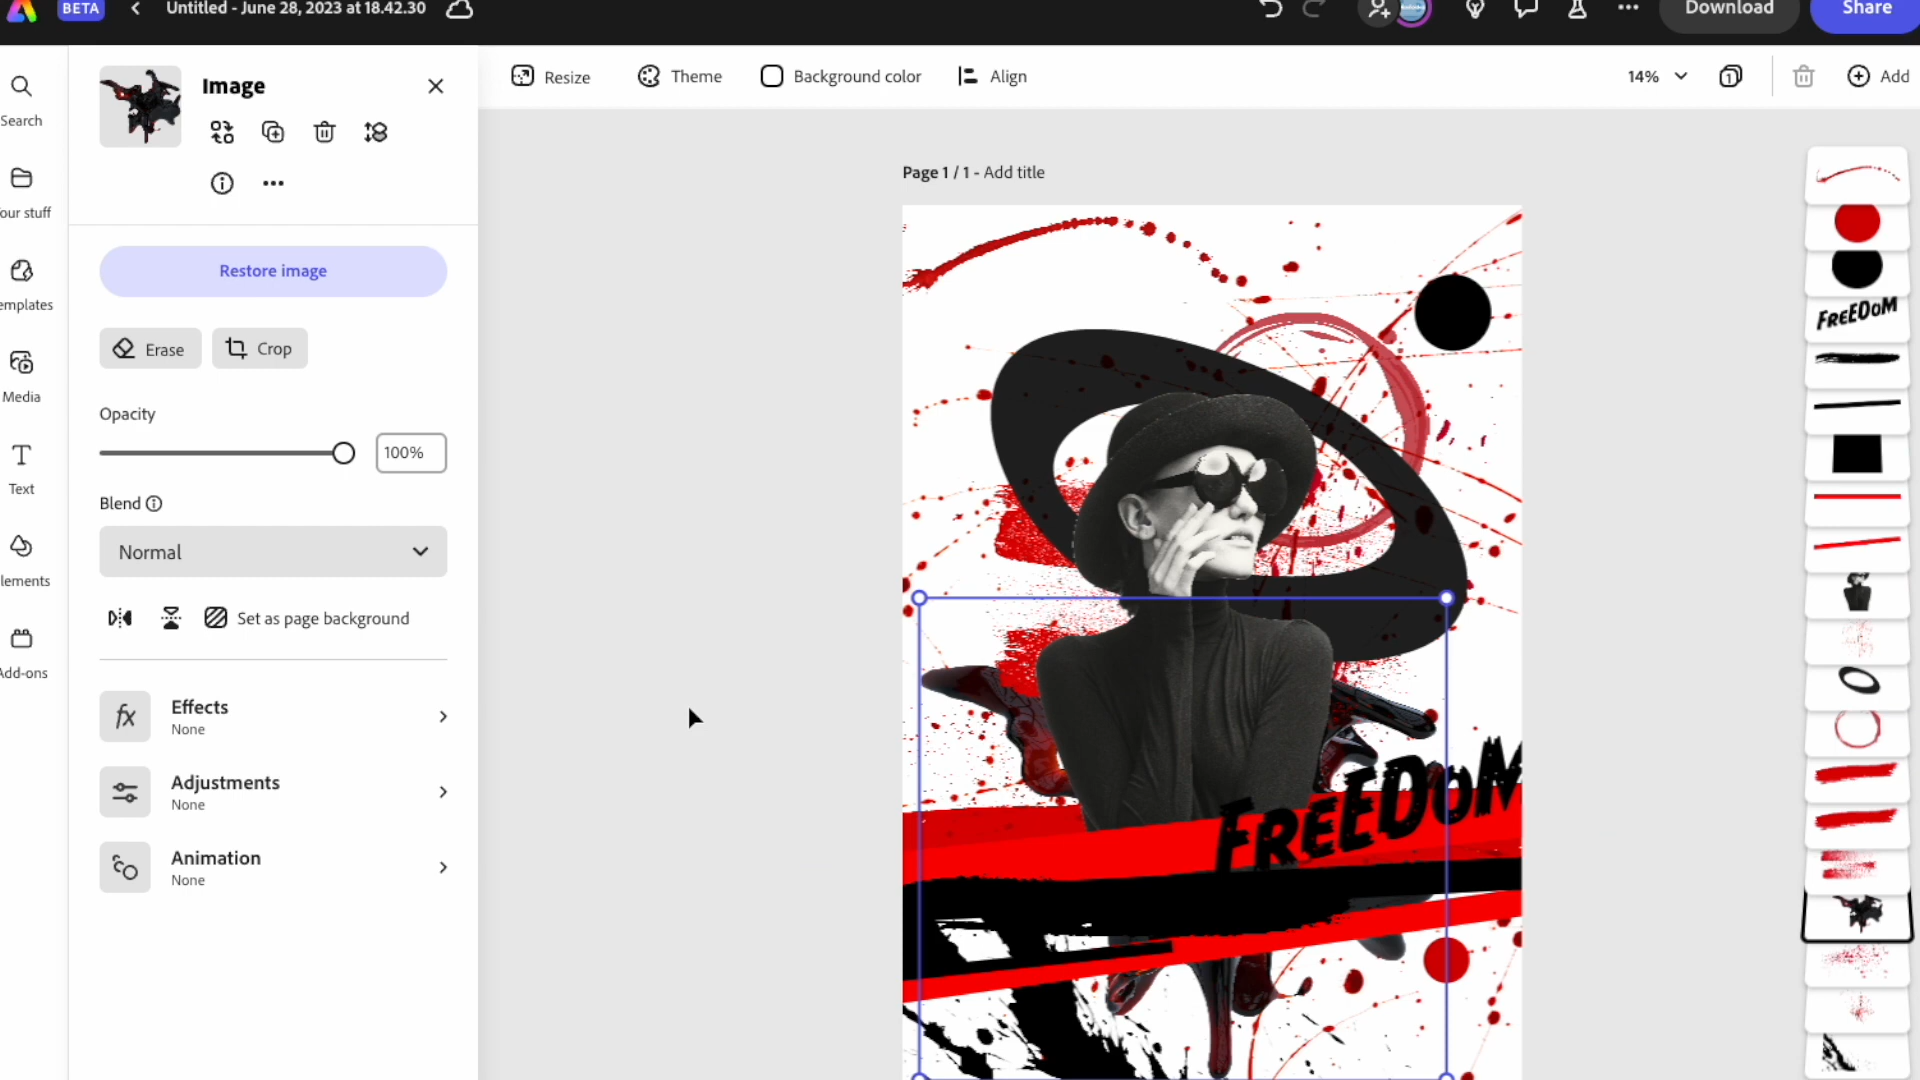 BETA
Untitled - June 28, 2023 at 18.42.30
Download
Share
Image
Resize
Theme
Background color
Align
14%
1
Add
Search
Page 1 / 1 - Add title
our stuff
Restore image
emplates
Erase
Crop
FREEDOM
Media
Opacity
100%
Text
Blend
Normal
lements
Set as page background
dd-ons
Effects
None
Adjustments
None
FREEDOM
Animation
None